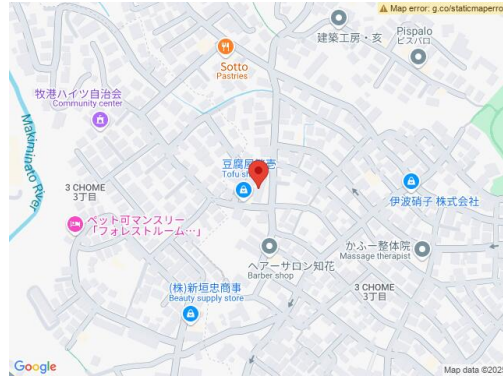 Map error: g.co/staticmaperro
建築工房・亥
Pispalo
ピスパロ
Sotto
Pastries
牧港ハイツ自治会
Community center
Makiminato River
豆腐屋
壱
Tofu sh
3 CHOME
3丁目
伊波硝子 株式会社
ペット可マンスリー
「フォレストルーム…」
かふー整体院
Massage therapist
ヘアーサロン知花
Barber shop
(株)新垣忠商事
Beauty supply store
3 CHOME
3丁目
Google
Map data ©202